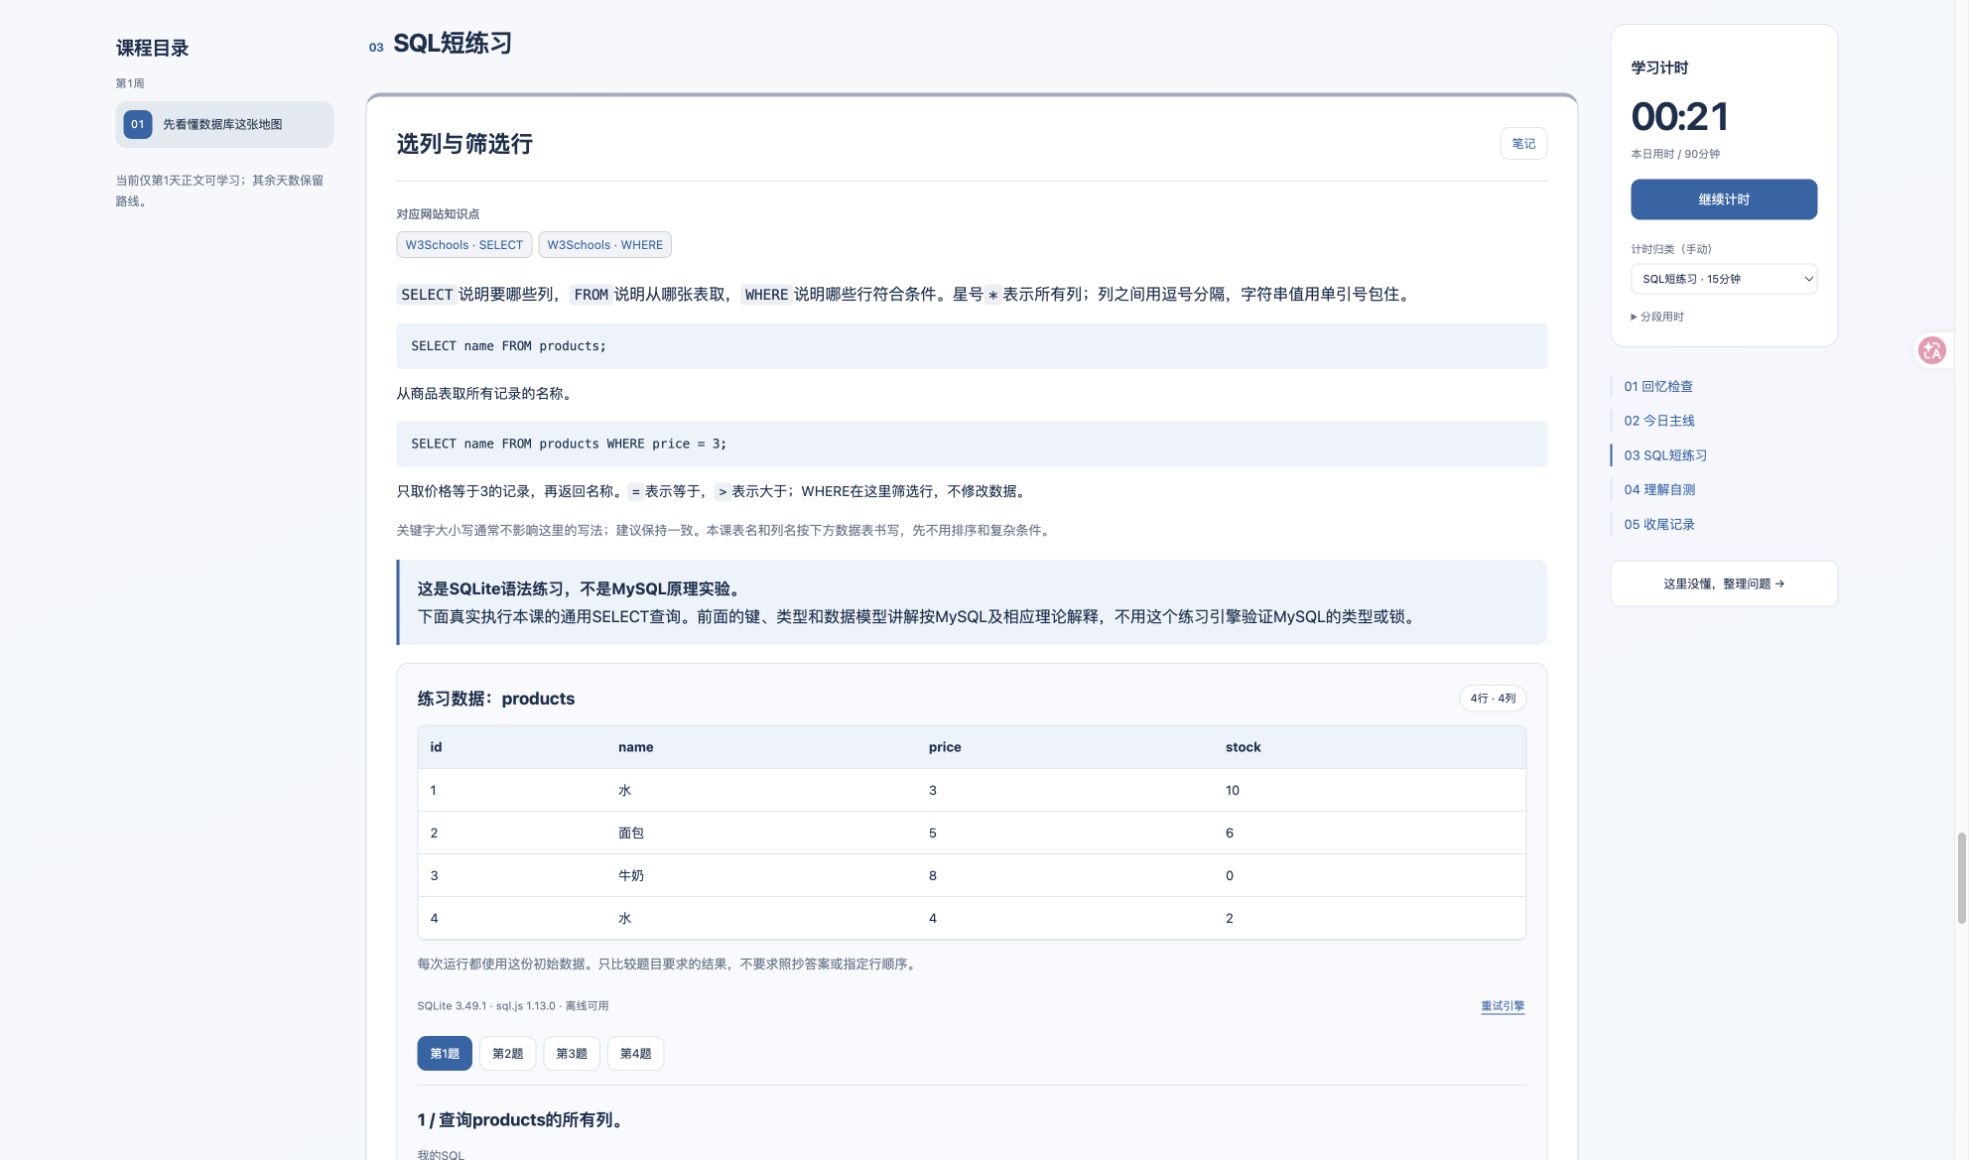 课程目录
第1周
01 先看懂数据库这张地图
当前仅第1天正文可学习；其余天数保留
路线。
03 SQL短练习
选列与筛选行
笔记
对应网站知识点
W3Schools · SELECT W3Schools · WHERE
SELECT 说明要哪些列，FROM 说明从哪张表取，WHERE 说明哪些行符合条件。星号 * 表示所有列；列之间用逗号分隔，字符串值用单引号包住。
SELECT name FROM products;
从商品表取所有记录的名称。
SELECT name FROM products WHERE price = 3;
只取价格等于3的记录，再返回名称。 = 表示等于， > 表示大于；WHERE在这里筛选行，不修改数据。
关键字大小写通常不影响这里的写法；建议保持一致。本课表名和列名按下方数据表书写，先不用排序和复杂条件。
这是SQLite语法练习，不是MySQL原理实验。
下面真实执行本课的通用SELECT查询。前面的键、类型和数据模型讲解按MySQL及相应理论解释，不用这个练习引擎验证MySQL的类型或锁。
练习数据：products
4行 · 4列
id name price stock
1 水 3 10
2 面包 5 6
3 牛奶 8 0
4 水 4 2
每次运行都使用这份初始数据。只比较题目要求的结果，不要求照抄答案或指定行顺序。
SQLite 3.49.1 · sql.js 1.13.0 · 离线可用
重试引擎
第1题 第2题 第3题 第4题
1 / 查询products的所有列。
我的SQL
学习计时
00:21
本日用时 / 90分钟
继续计时
计时归类（手动）
SQL短练习 · 15分钟
▶ 分段用时
01 回忆检查
02 今日主线
03 SQL短练习
04 理解自测
05 收尾记录
这里没懂，整理问题 →